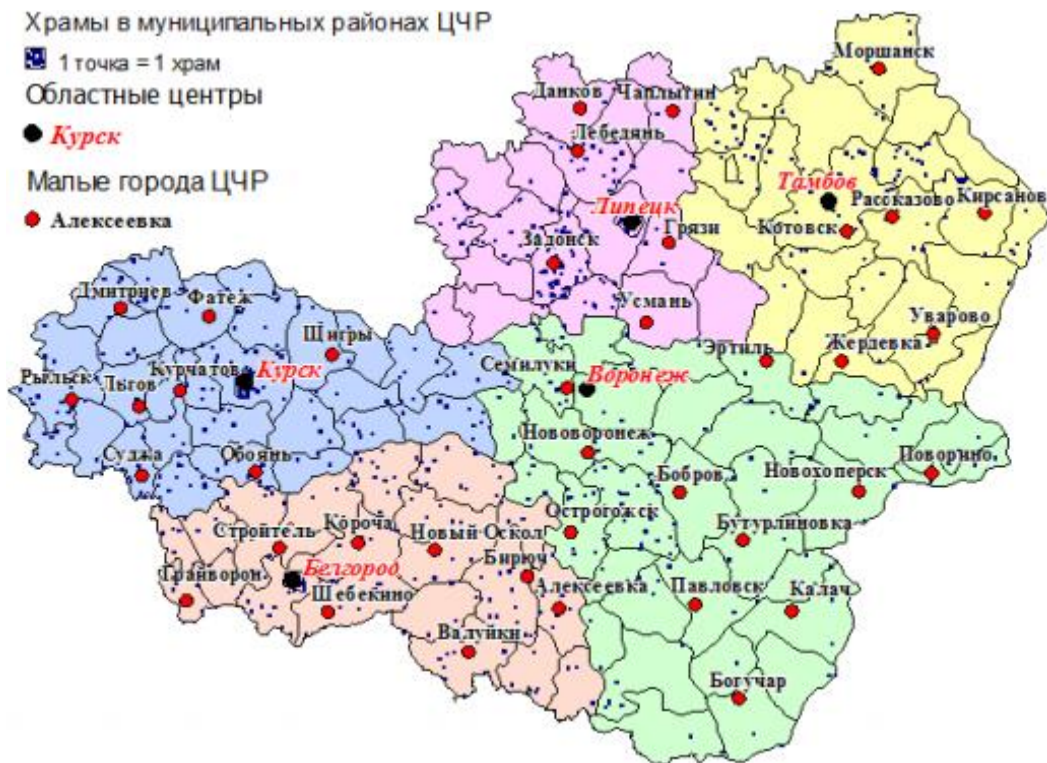 Храмы в муниципальных районах ЦЧР
1 точка = 1 храм
Областные центры
Курск
Малые города ЦЧР
Алексеевка
Моршанск
Данков
Чаплыгин
Лебедянь
Тамбов
Рассказово
Кирсанов
Липецк
Котовск
Грязи
Задонск
Дмитриев
Фатеж
Усмань
Уварово
Щигры
Эртиль
Жердевка
Семилуки
Воронеж
Курчатов
Курск
Рыльск
Льгов
Нововоронеж
Суджа
Обоянь
Бобров
Новохоперск
Поворино
Острогожск
Бутурлиновка
Строитель
Короча
Новый Оскол
Бирюч
Грайворон
Белгород
Шебекино
Алексеевка
Павловск
Калач
Валуйки
Богучар